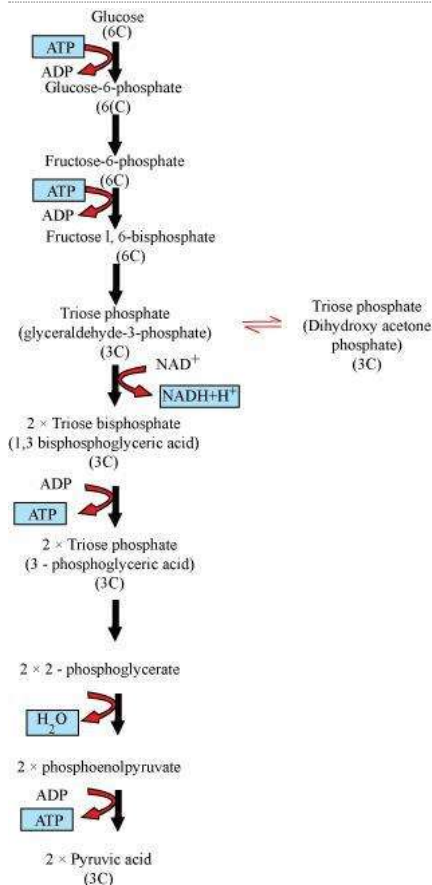 Glucose
(6C)
ATP
ADP
Glucose-6-phosphate
(6(C)
Fructose-6-phosphate
(6C)
ATP
ADP
Fructose l, 6-bisphosphate
(6C)
Triose phosphate
(glyceraldehyde-3-phosphate)
(3C)
Triose phosphate
(Dihydroxy acetone
phosphate)
(3C)
NAD+
NADH+H+
2 × Triose bisphosphate
(1,3 bisphosphoglyceric acid)
(3C)
ADP
ATP
2 × Triose phosphate
(3 - phosphoglyceric acid)
(3C)
2 × 2 - phosphoglycerate
H2O
2 × phosphoenolpyruvate
ADP
ATP
2 × Pyruvic acid
(3C)